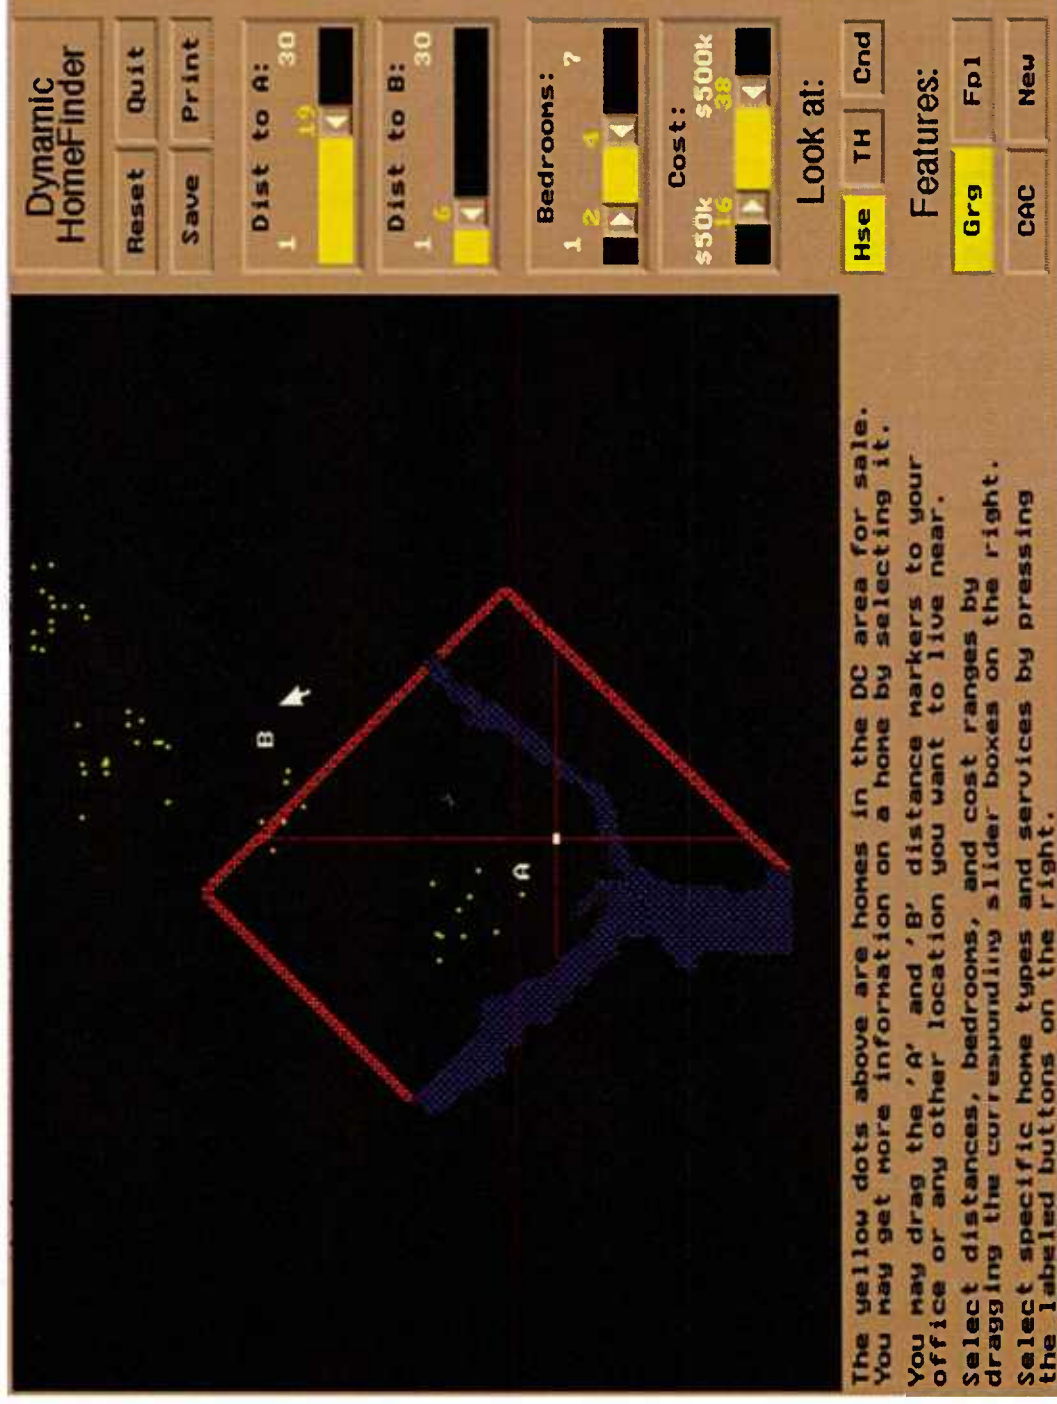 Dynamic
HomeFinder
Reset Quit
Save Print
Dist to A:
1 30
19
Dist to B:
1 30
6
Bedrooms:
1 7
2 4
Cost:
$50k $500k
16 38
Look at:
Hse TH Cnd
Features:
Grg Fpl
CAC New
B
A
The yellow dots above are homes in the DC area for sale.
You may get more information on a home by selecting it.
You may drag the 'A' and 'B' distance markers to your
office or any other location you want to live near.
Select distances, bedrooms, and cost ranges by
dragging the corresponding slider boxes on the right.
Select specific home types and services by pressing
the labeled buttons on the right.